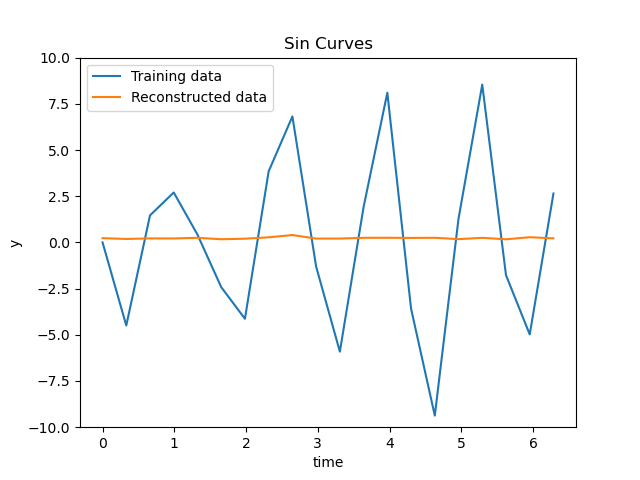 Sin Curves
Training data
Reconstructed data
10.0
7.5
5.0
2.5
0.0
−2.5
−5.0
−7.5
−10.0
y
0 1 2 3 4 5 6
time